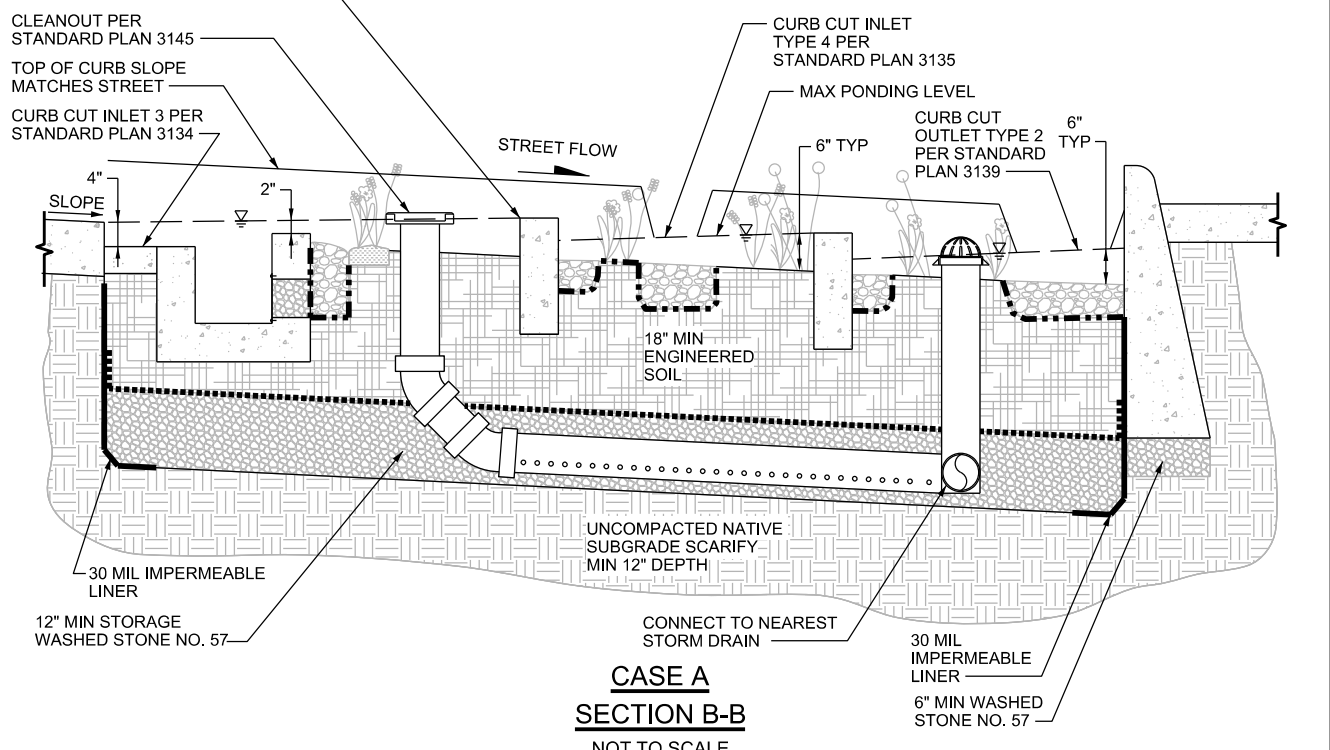 CLEANOUT PER
STANDARD PLAN 3145
TOP OF CURB SLOPE
MATCHES STREET
CURB CUT INLET 3 PER
STANDARD PLAN 3134
4"
SLOPE
2"
STREET FLOW
CURB CUT INLET
TYPE 4 PER
STANDARD PLAN 3135
MAX PONDING LEVEL
6" TYP
CURB CUT
OUTLET TYPE 2
PER STANDARD
PLAN 3139
6"
TYP
18" MIN
ENGINEERED
SOIL
UNCOMPACTED NATIVE
SUBGRADE SCARIFY
MIN 12" DEPTH
30 MIL IMPERMEABLE
LINER
12" MIN STORAGE
WASHED STONE NO. 57
CONNECT TO NEAREST
STORM DRAIN
30 MIL
IMPERMEABLE
LINER
6" MIN WASHED
STONE NO. 57
CASE A
SECTION B-B
NOT TO SCALE